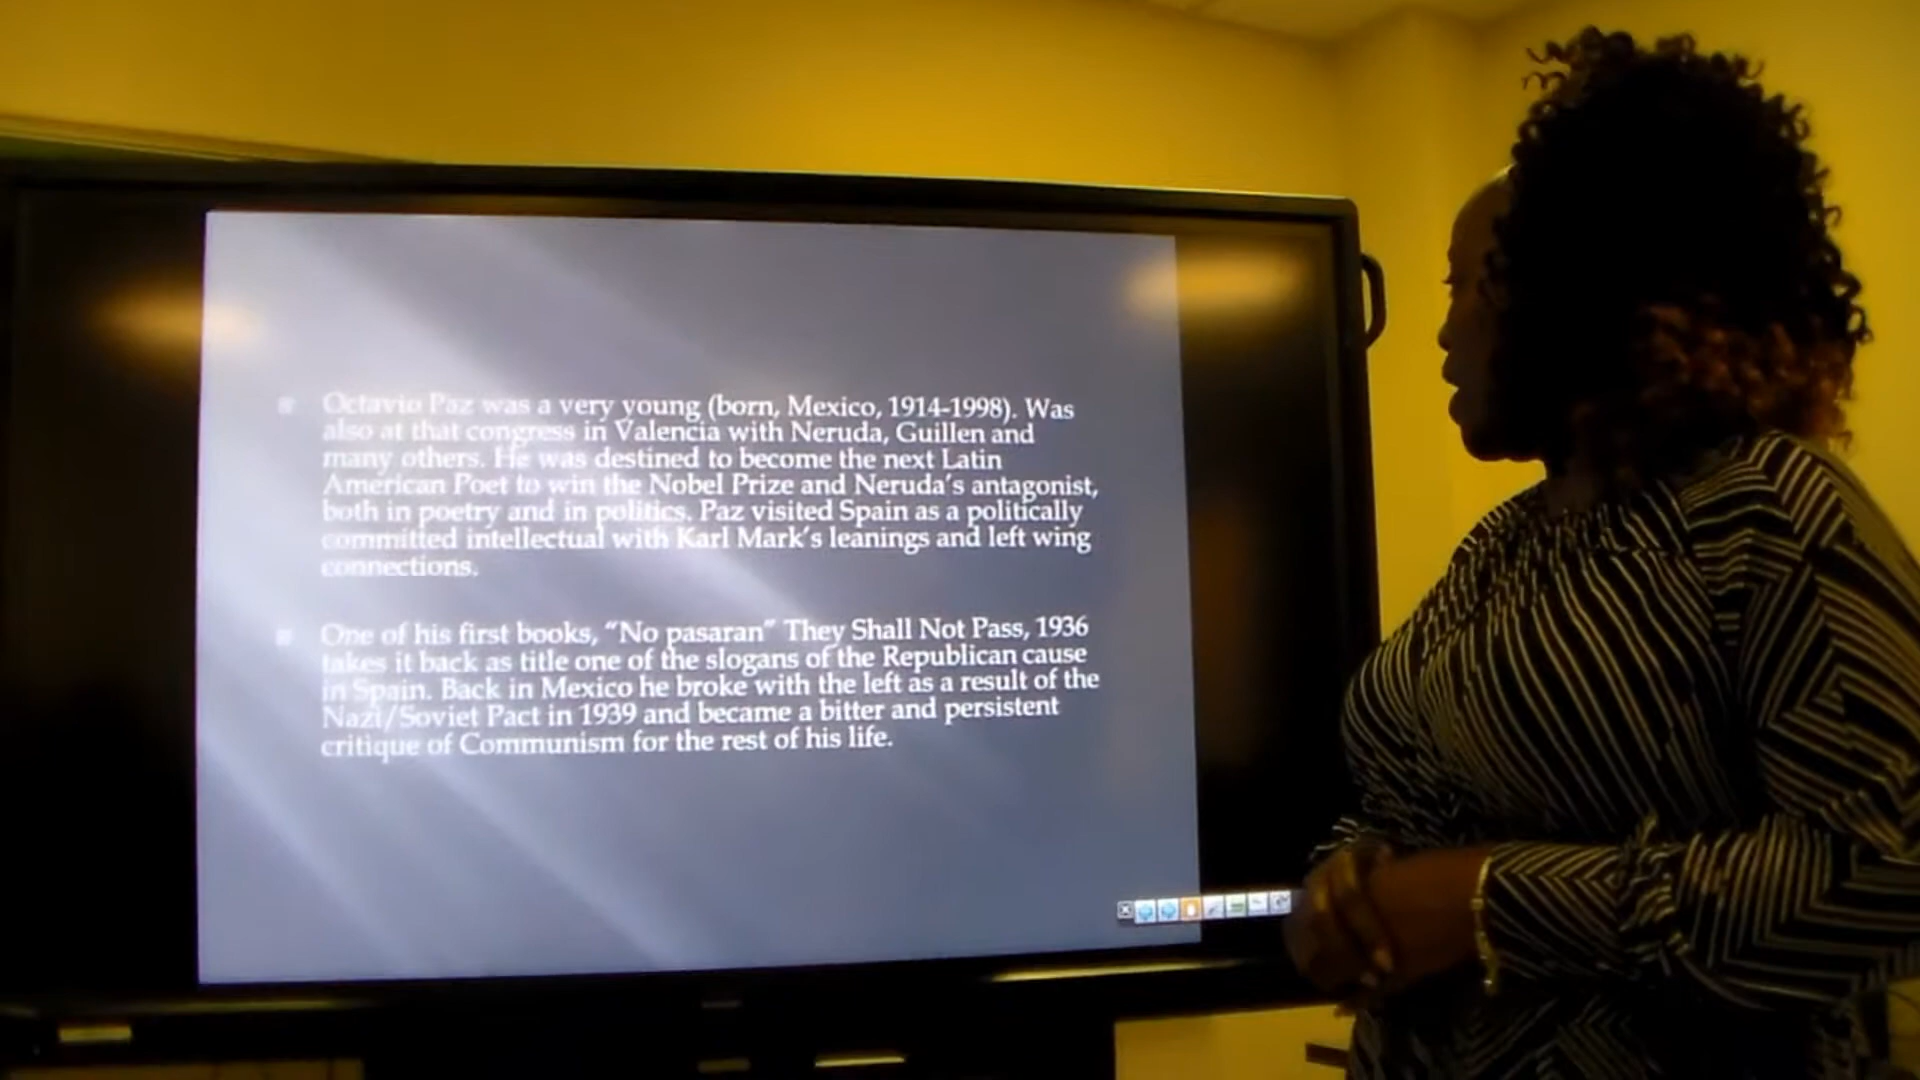 Octavio Paz was a very young (born, Mexico, 1914-1998). Was
also at that congress in Valencia with Neruda, Guillen and
many others. He was destined to become the next Latin
American Poet to win the Nobel Prize and Neruda's antagonist,
both in poetry and in politics. Paz visited Spain as a politically
committed intellectual with Karl Mark's leanings and left wing
connections.
One of his first books, "No pasaran" They Shall Not Pass, 1936
takes it back as title one of the slogans of the Republican cause
in Spain. Back in Mexico he broke with the left as a result of the
Nazi/Soviet Pact in 1939 and became a bitter and persistent
critique of Communism for the rest of his life.